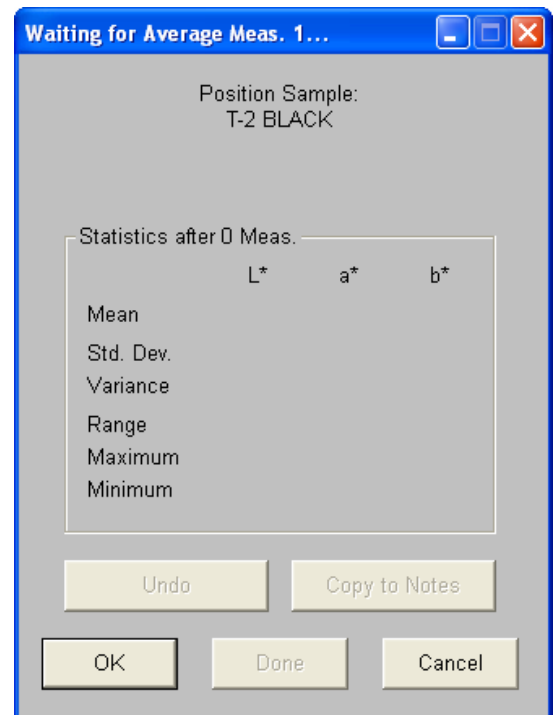 Waiting for Average Meas. 1...
Position Sample:
T-2 BLACK
Statistics after 0 Meas.
L* a* b*
Mean
Std. Dev.
Variance
Range
Maximum
Minimum
Undo Copy to Notes
OK Done Cancel